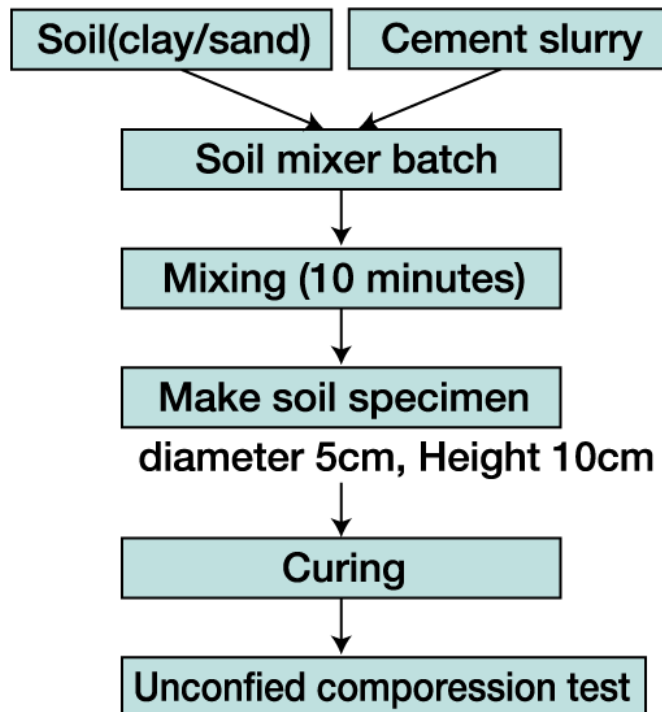 Soil(clay/sand)
Cement slurry
Soil mixer batch
Mixing (10 minutes)
Make soil specimen
diameter 5cm, Height 10cm
Curing
Unconfied comporession test